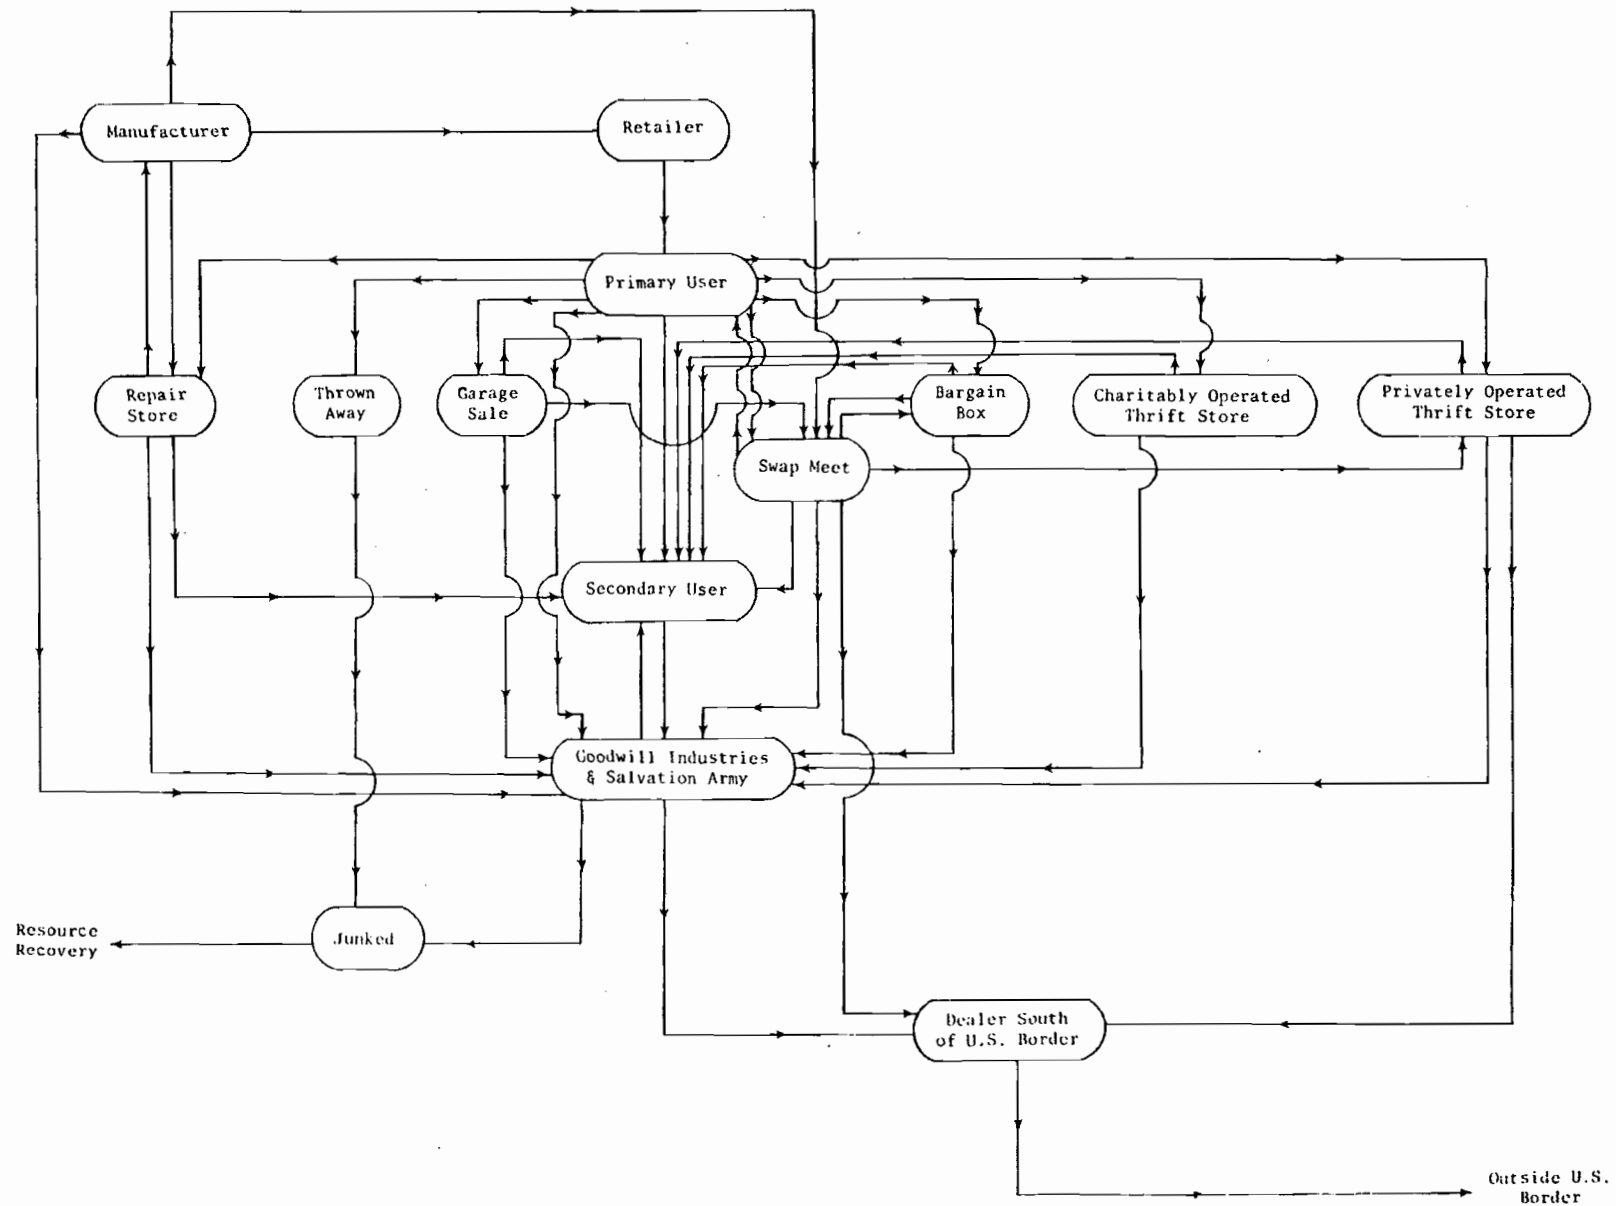 Manufacturer
Retailer
Primary User
Repair
Store
Thrown
Away
Garage
Sale
Bargain
Box
Charitably Operated
Thrift Store
Privately Operated
Thrift Store
Swap Meet
Secondary User
Goodwill Industries
& Salvation Army
Resource
Recovery
Junked
Dealer South
of U.S. Border
Outside U.S.
Border